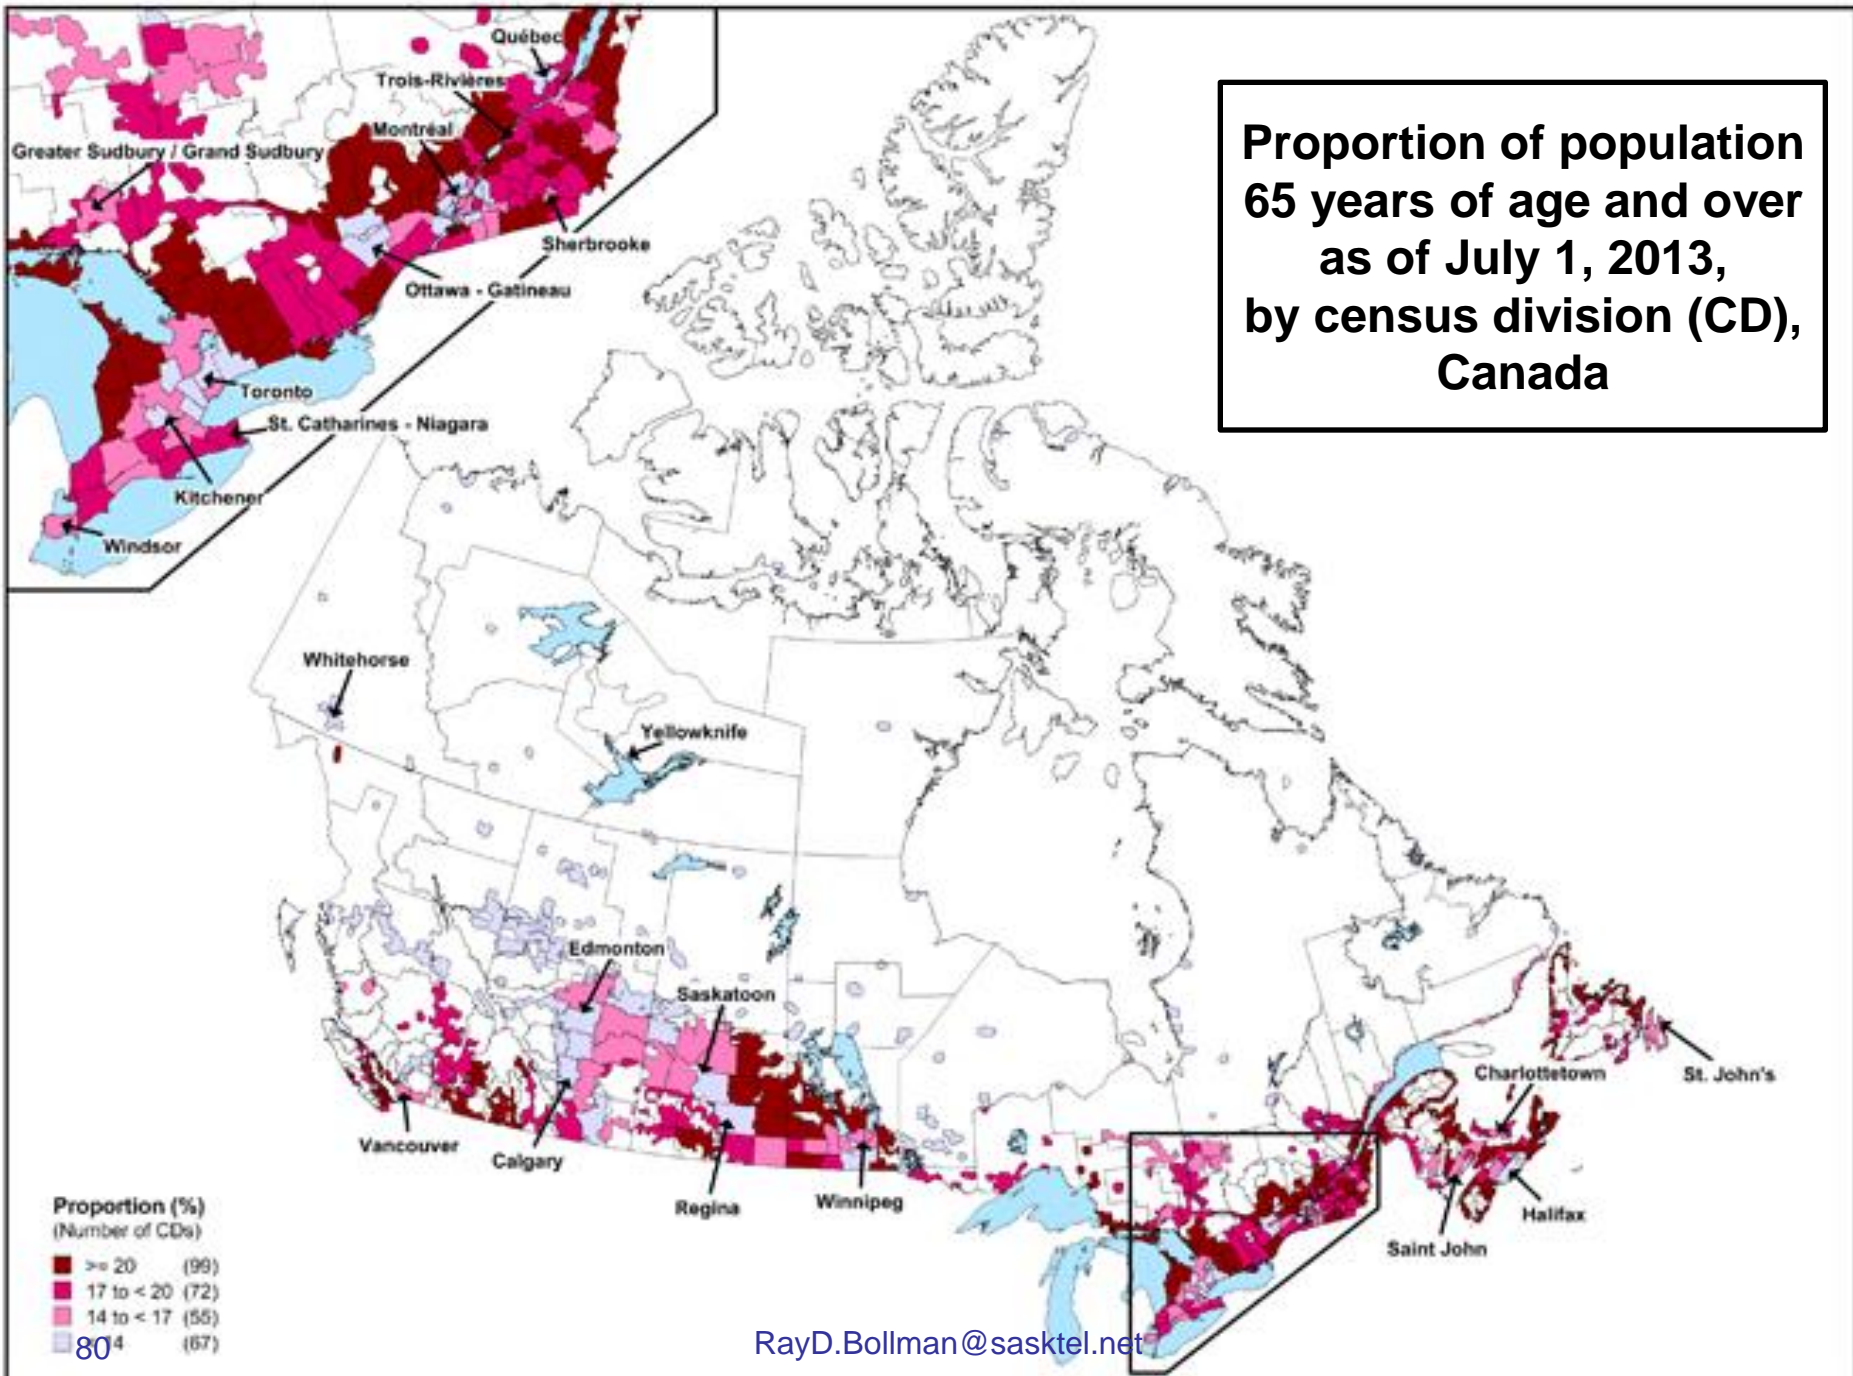 Québec
Trois-Rivières
Montréal
Greater Sudbury / Grand Sudbury
Sherbrooke
Ottawa - Gatineau
Toronto
St. Catharines - Niagara
Kitchener
Windsor
Proportion of population
65 years of age and over
as of July 1, 2013,
by census division (CD),
Canada
Whitehorse
Yellowknife
Edmonton
Saskatoon
Vancouver
Calgary
Regina
Winnipeg
Charlottetown
St. John's
Halifax
Saint John
Proportion (%)
(Number of CDs)
>= 20 (99)
17 to < 20 (72)
14 to < 17 (55)
14 (67)
80
RayD.Bollman@sasktel.net